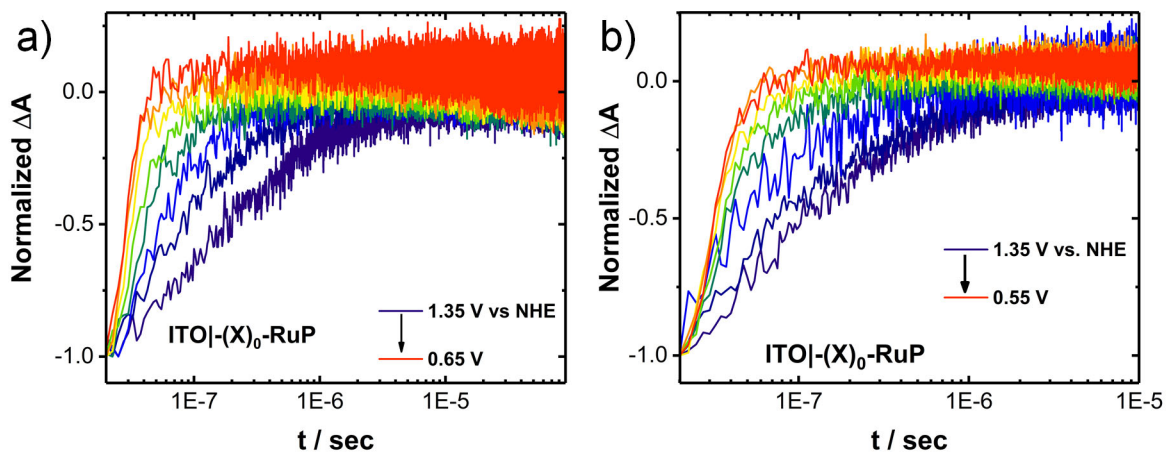 a)
Normalized ΔA
0.0
-0.5
-1.0
1.35 V vs NHE
0.65 V
ITO|-(X)₀-RuP
1E-7
1E-6
1E-5
t / sec
b)
Normalized ΔA
0.0
-0.5
-1.0
1.35 V vs. NHE
0.55 V
ITO|-(X)₀-RuP
1E-7
1E-6
1E-5
t / sec